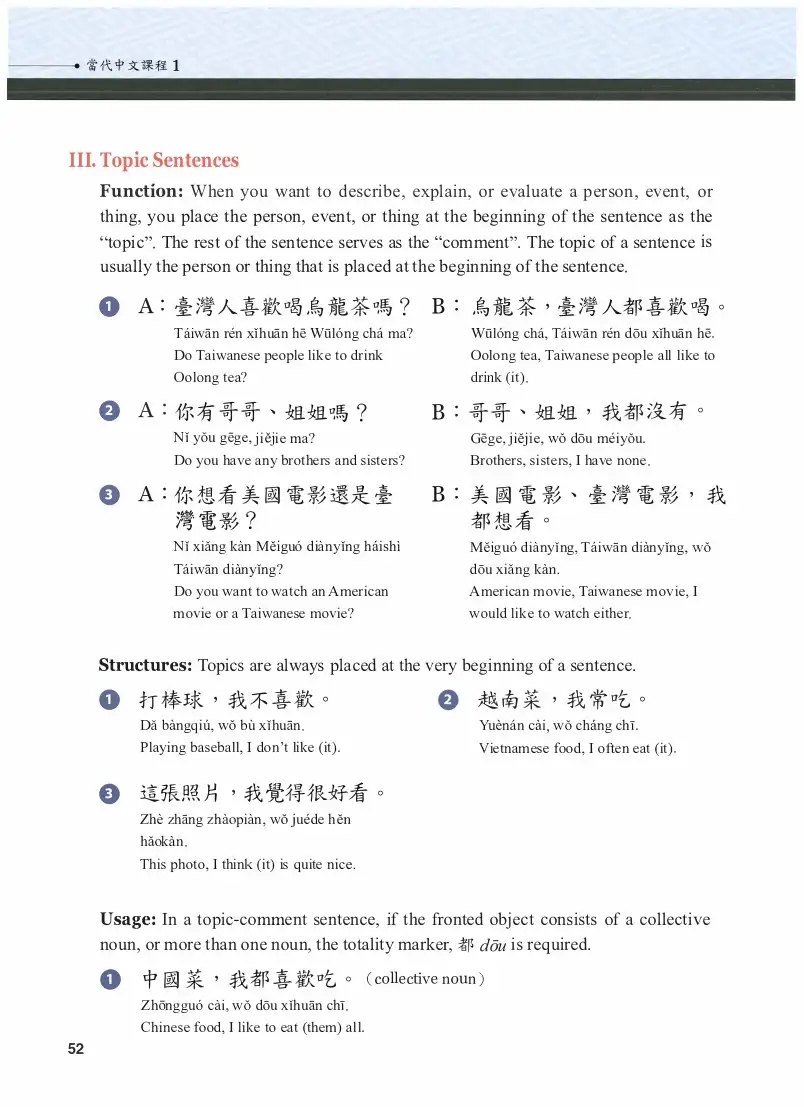 當代中文課程 1
III. Topic Sentences
Function: When you want to describe, explain, or evaluate a person, event, or
thing, you place the person, event, or thing at the beginning of the sentence as the
“topic”. The rest of the sentence serves as the “comment”. The topic of a sentence is
usually the person or thing that is placed at the beginning of the sentence.
1 A：臺灣人喜歡喝烏龍茶嗎？
Táiwān rén xǐhuān hē Wūlóng chá ma?
Do Taiwanese people like to drink
Oolong tea?
B：烏龍茶，臺灣人都喜歡喝。
Wūlóng chá, Táiwān rén dōu xǐhuān hē.
Oolong tea, Taiwanese people all like to
drink (it).
2 A：你有哥哥、姐姐嗎？
Nǐ yǒu gēge, jiějie ma?
Do you have any brothers and sisters?
B：哥哥、姐姐，我都沒有。
Gēge, jiějie, wǒ dōu méiyǒu.
Brothers, sisters, I have none.
3 A：你想看美國電影還是臺
灣電影？
Nǐ xiǎng kàn Měiguó diànyǐng háishì
Táiwān diànyǐng?
Do you want to watch an American
movie or a Taiwanese movie?
B：美國電影、臺灣電影，我
都想看。
Měiguó diànyǐng, Táiwān diànyǐng, wǒ
dōu xiǎng kàn.
American movie, Taiwanese movie, I
would like to watch either.
Structures: Topics are always placed at the very beginning of a sentence.
1 打棒球，我不喜歡。
Dǎ bàngqiú, wǒ bù xǐhuān.
Playing baseball, I don’t like (it).
2 越南菜，我常吃。
Yuènán cài, wǒ cháng chī.
Vietnamese food, I often eat (it).
3 這張照片，我覺得很好看。
Zhè zhāng zhàopiàn, wǒ juéde hěn
hǎokàn.
This photo, I think (it) is quite nice.
Usage: In a topic-comment sentence, if the fronted object consists of a collective
noun, or more than one noun, the totality marker, 都 dōu is required.
1 中國菜，我都喜歡吃。（collective noun）
Zhōngguó cài, wǒ dōu xǐhuān chī.
Chinese food, I like to eat (them) all.
52